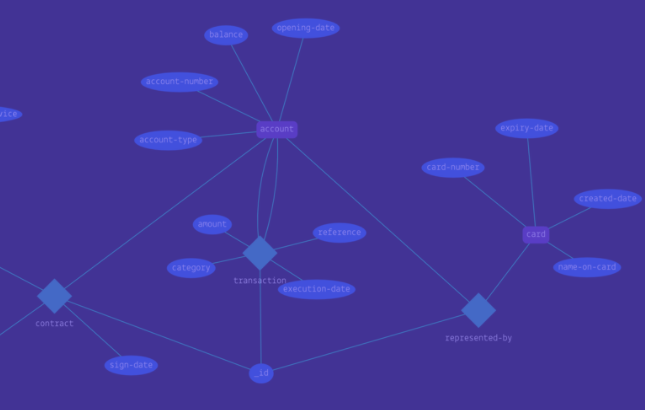 opening-date
balance
account-number
vice
account
expiry-date
account-type
card-number
created-date
amount
reference
card
category
name-on-card
transaction
execution-date
contract
represented-by
sign-date
_id